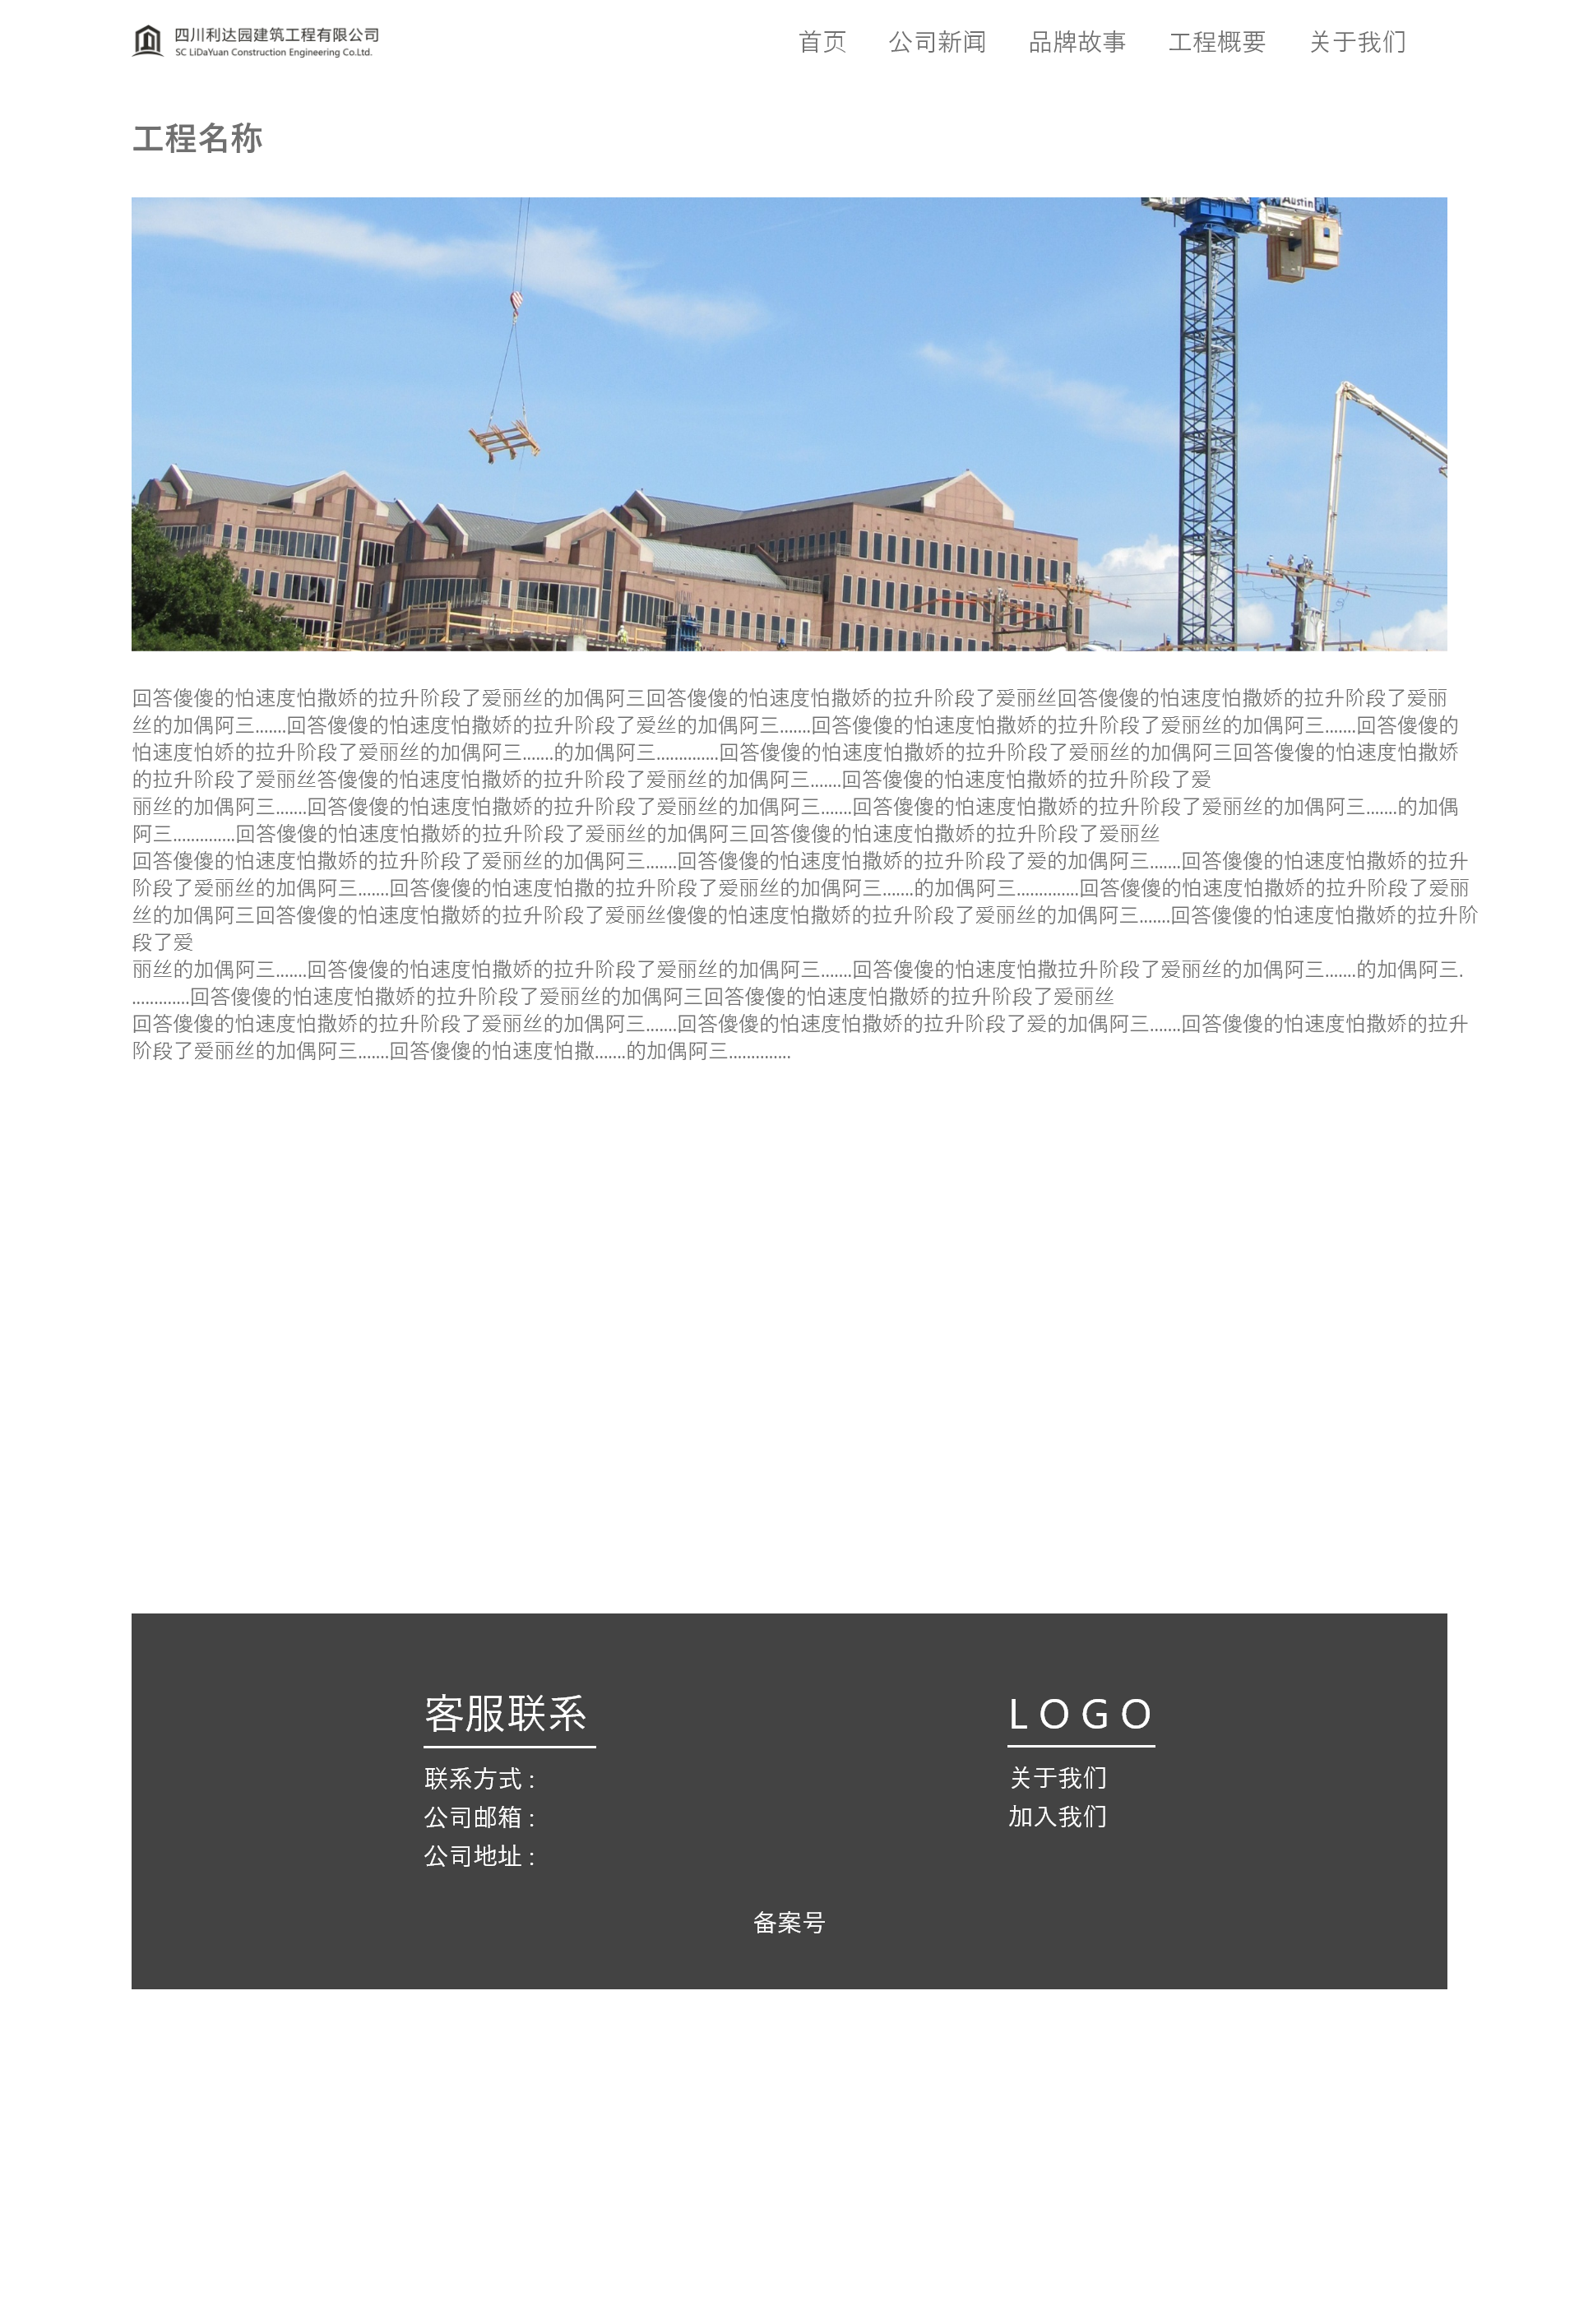 四川利达园建筑工程有限公司
SC LiDaYuan Construction Engineering Co.Ltd.
首页 公司新闻 品牌故事 工程概要 关于我们
工程名称
Austin
回答傻傻的怕速度怕撒娇的拉升阶段了爱丽丝的加偶阿三回答傻傻的怕速度怕撒娇的拉升阶段了爱丽丝回答傻傻的怕速度怕撒娇的拉升阶段了爱丽
丝的加偶阿三.......回答傻傻的怕速度怕撒娇的拉升阶段了爱丝的加偶阿三.......回答傻傻的怕速度怕撒娇的拉升阶段了爱丽丝的加偶阿三.......回答傻傻的
怕速度怕娇的拉升阶段了爱丽丝的加偶阿三.......的加偶阿三..............回答傻傻的怕速度怕撒娇的拉升阶段了爱丽丝的加偶阿三回答傻傻的怕速度怕撒娇
的拉升阶段了爱丽丝答傻傻的怕速度怕撒娇的拉升阶段了爱丽丝的加偶阿三.......回答傻傻的怕速度怕撒娇的拉升阶段了爱
丽丝的加偶阿三.......回答傻傻的怕速度怕撒娇的拉升阶段了爱丽丝的加偶阿三.......回答傻傻的怕速度怕撒娇的拉升阶段了爱丽丝的加偶阿三.......的加偶
阿三..............回答傻傻的怕速度怕撒娇的拉升阶段了爱丽丝的加偶阿三回答傻傻的怕速度怕撒娇的拉升阶段了爱丽丝
回答傻傻的怕速度怕撒娇的拉升阶段了爱丽丝的加偶阿三.......回答傻傻的怕速度怕撒娇的拉升阶段了爱的加偶阿三.......回答傻傻的怕速度怕撒娇的拉升
阶段了爱丽丝的加偶阿三.......回答傻傻的怕速度怕撒的拉升阶段了爱丽丝的加偶阿三.......的加偶阿三..............回答傻傻的怕速度怕撒娇的拉升阶段了爱丽
丝的加偶阿三回答傻傻的怕速度怕撒娇的拉升阶段了爱丽丝傻傻的怕速度怕撒娇的拉升阶段了爱丽丝的加偶阿三.......回答傻傻的怕速度怕撒娇的拉升阶
段了爱
丽丝的加偶阿三.......回答傻傻的怕速度怕撒娇的拉升阶段了爱丽丝的加偶阿三.......回答傻傻的怕速度怕撒拉升阶段了爱丽丝的加偶阿三.......的加偶阿三.
.............回答傻傻的怕速度怕撒娇的拉升阶段了爱丽丝的加偶阿三回答傻傻的怕速度怕撒娇的拉升阶段了爱丽丝
回答傻傻的怕速度怕撒娇的拉升阶段了爱丽丝的加偶阿三.......回答傻傻的怕速度怕撒娇的拉升阶段了爱的加偶阿三.......回答傻傻的怕速度怕撒娇的拉升
阶段了爱丽丝的加偶阿三.......回答傻傻的怕速度怕撒.......的加偶阿三..............
客服联系
联系方式：
公司邮箱：
公司地址：
LOGO
关于我们
加入我们
备案号